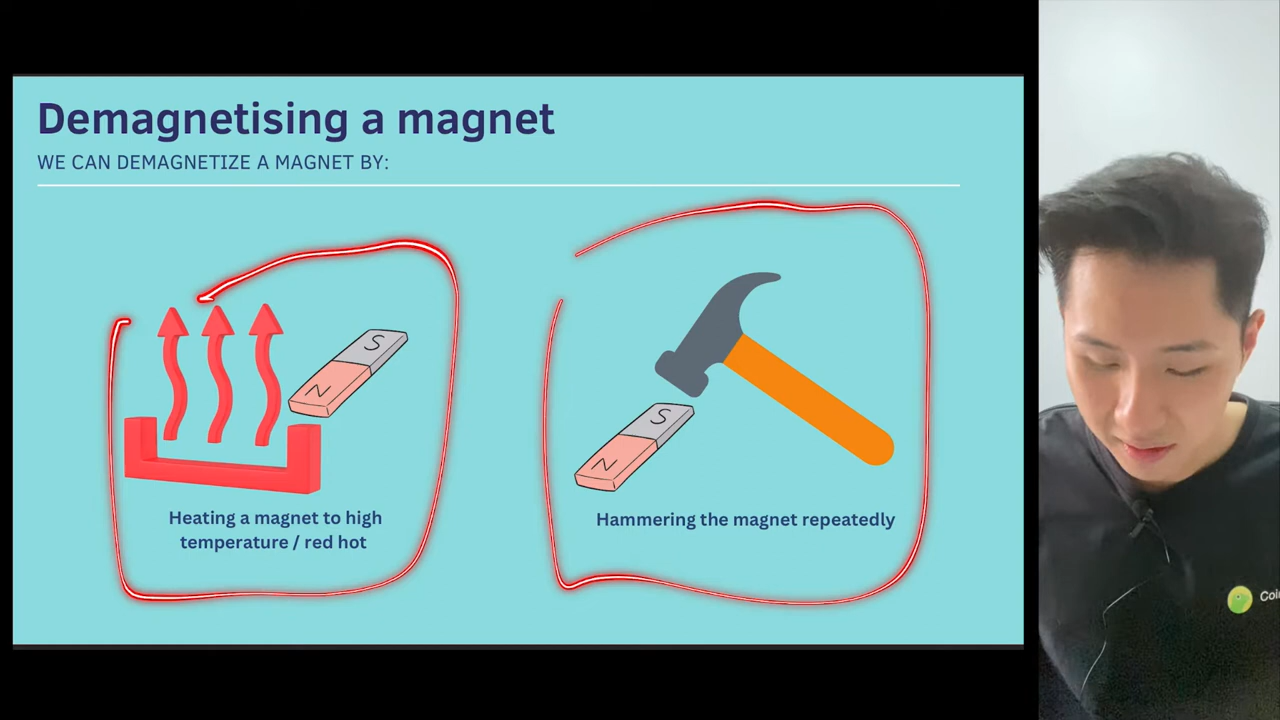 Demagnetising a magnet
WE CAN DEMAGNETIZE A MAGNET BY:
S
N
S
N
Heating a magnet to high
temperature / red hot
Hammering the magnet repeatedly